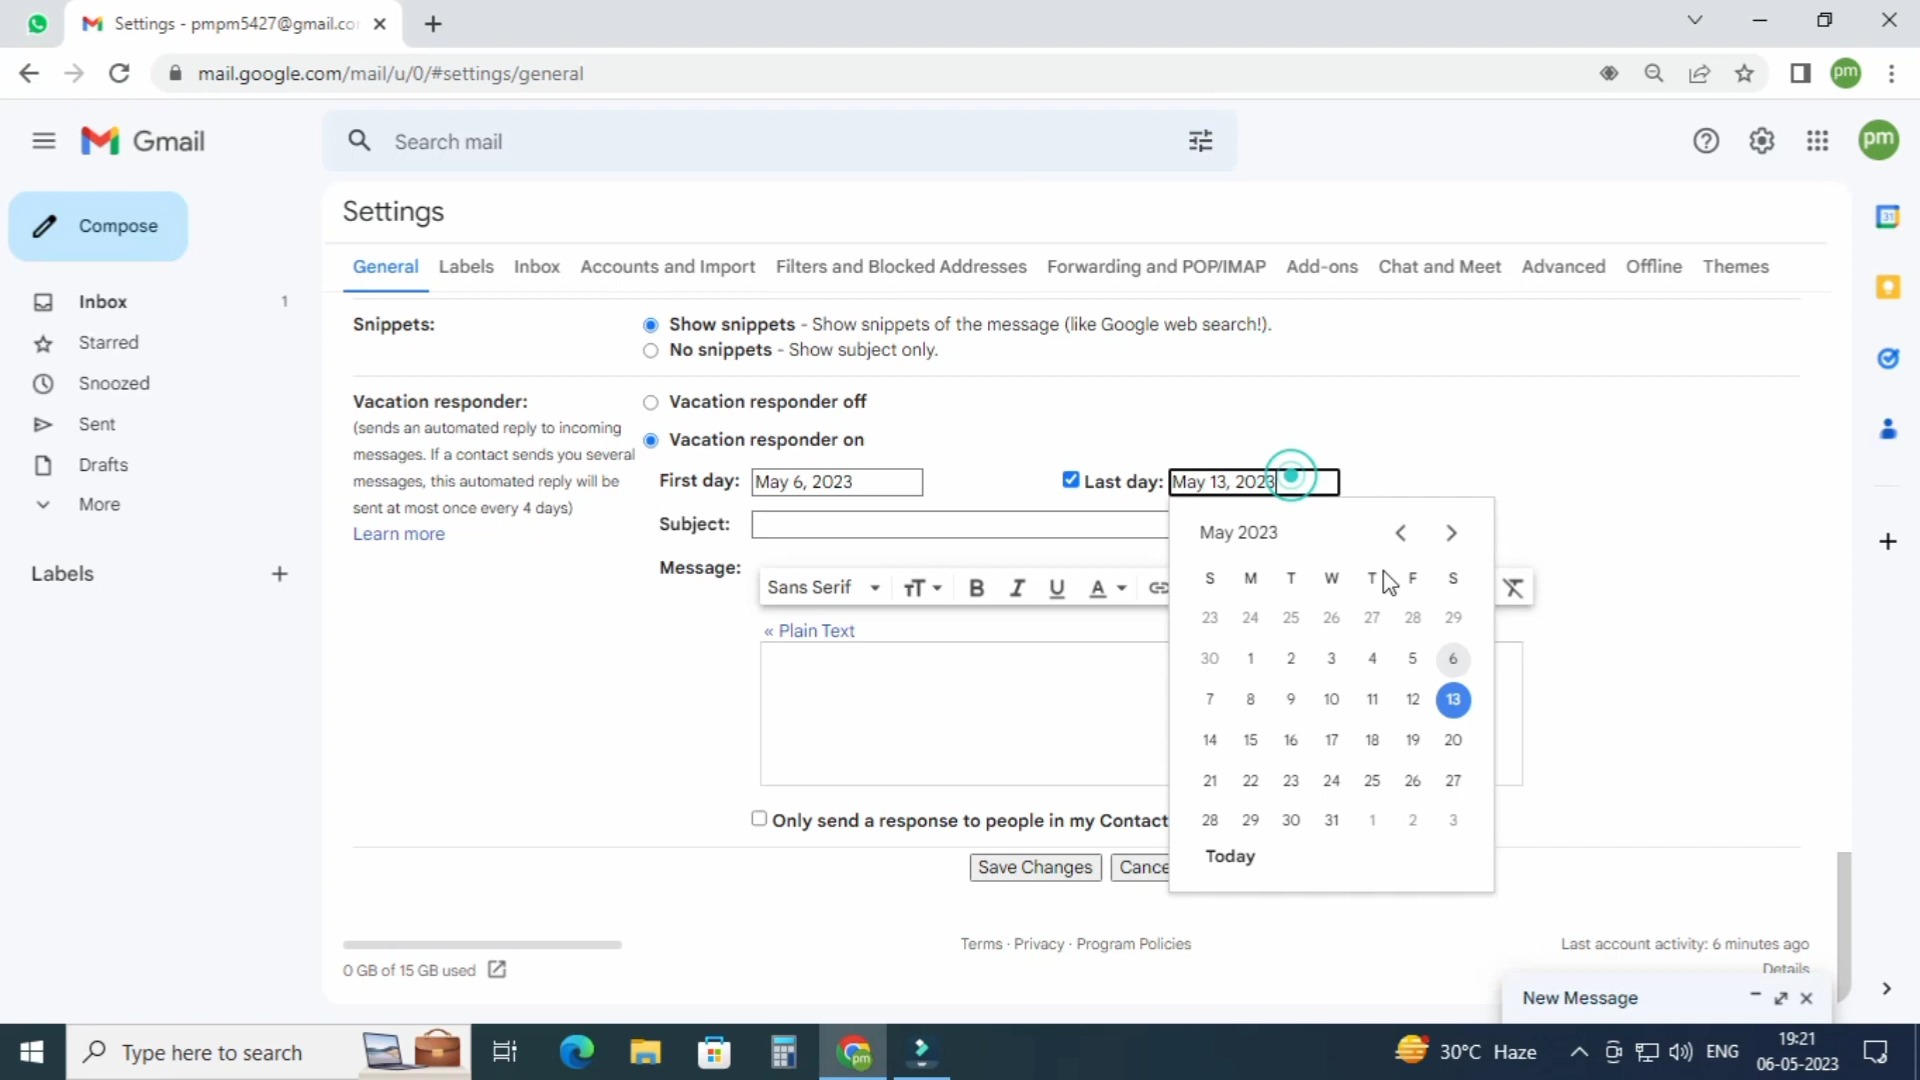 Settings - pmpm5427@gmail.co
mail.google.com/mail/u/0/#settings/general
pm
Gmail
Search mail
pm
Compose
Settings
General Labels Inbox Accounts and Import Filters and Blocked Addresses Forwarding and POP/IMAP Add-ons Chat and Meet Advanced Offline Themes
31
Inbox 1
Starred
Snoozed
Sent
Drafts
More
Labels
Snippets:
Show snippets - Show snippets of the message (like Google web search!).
No snippets - Show subject only.
Vacation responder:
(sends an automated reply to incoming
messages. If a contact sends you several
messages, this automated reply will be
sent at most once every 4 days)
Learn more
Vacation responder off
Vacation responder on
First day: May 6, 2023 Last day: May 13, 2023
Subject:
Message:
Sans Serif B I U A
« Plain Text
May 2023
S M T W T F S
23 24 25 26 27 28 29
30 1 2 3 4 5 6
7 8 9 10 11 12 13
14 15 16 17 18 19 20
21 22 23 24 25 26 27
28 29 30 31 1 2 3
Today
Only send a response to people in my Contact
Save Changes Cance
Terms · Privacy · Program Policies
0 GB of 15 GB used
Last account activity: 6 minutes ago
Details
New Message
Type here to search
pm
30°C Haze
ENG
19:21
06-05-2023